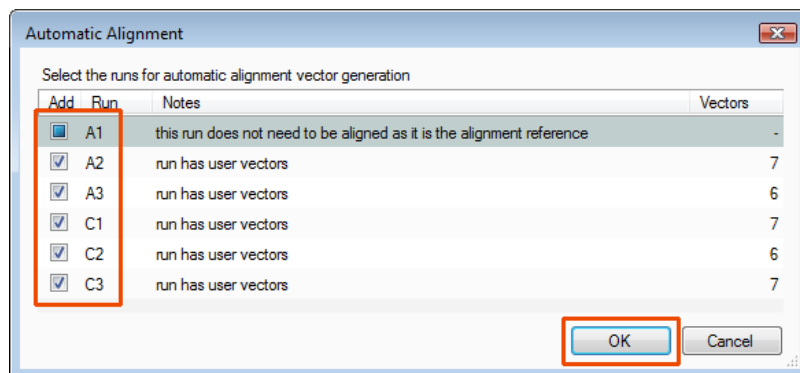 Automatic Alignment
Select the runs for automatic alignment vector generation
Add Run Notes Vectors
A1 this run does not need to be aligned as it is the alignment reference -
A2 run has user vectors 7
A3 run has user vectors 6
C1 run has user vectors 7
C2 run has user vectors 6
C3 run has user vectors 7
OK Cancel